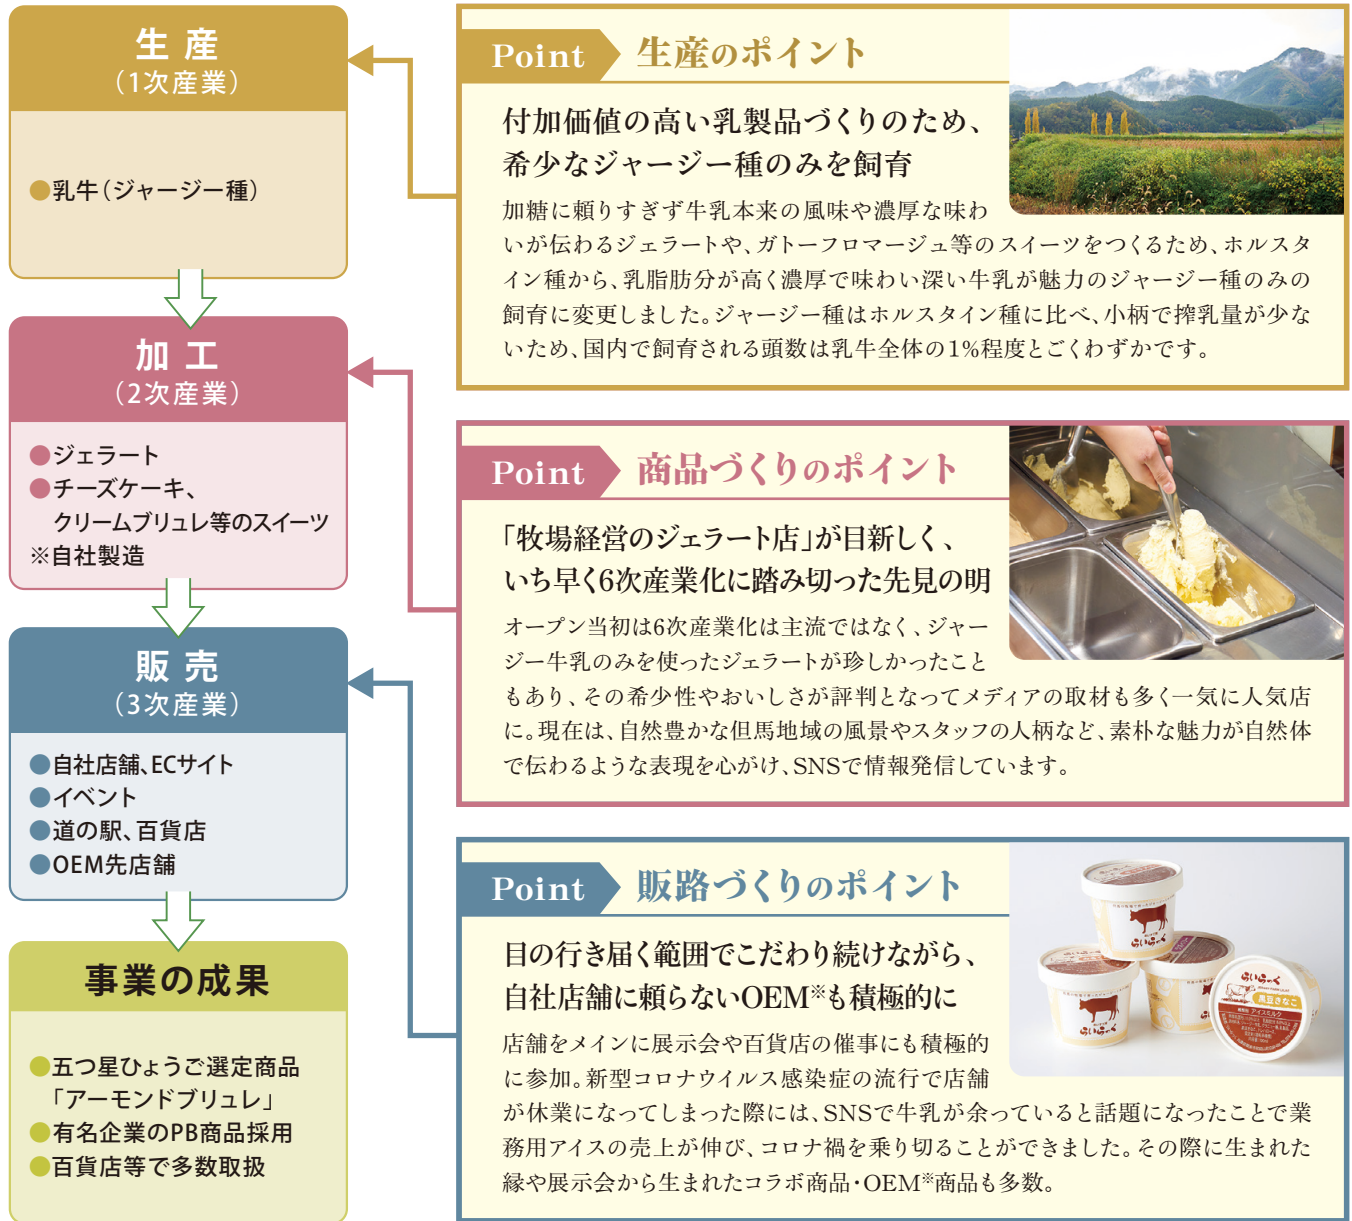 生 産
（1次産業）
●乳牛（ジャージー種）
加 工
（2次産業）
●ジェラート
●チーズケーキ、
クリームブリュレ等のスイーツ
※自社製造
販 売
（3次産業）
●自社店舗、ECサイト
●イベント
●道の駅、百貨店
●OEM先店舗
事業の成果
●五つ星ひょうご選定商品
「アーモンドブリュレ」
●有名企業のPB商品採用
●百貨店等で多数取扱
Point 生産のポイント
付加価値の高い乳製品づくりのため、
希少なジャージー種のみを飼育
加糖に頼りすぎず牛乳本来の風味や濃厚な味わ
いが伝わるジェラートや、ガトーフロマージュ等のスイーツをつくるため、ホルスタ
イン種から、乳脂肪分が高く濃厚で味わい深い牛乳が魅力のジャージー種のみの
飼育に変更しました。ジャージー種はホルスタイン種に比べ、小柄で搾乳量が少な
いため、国内で飼育される頭数は乳牛全体の1%程度とごくわずかです。
Point 商品づくりのポイント
「牧場経営のジェラート店」が目新しく、
いち早く6次産業化に踏み切った先見の明
オープン当初は6次産業化は主流ではなく、ジャー
ジー牛乳のみを使ったジェラートが珍しかったこと
もあり、その希少性やおいしさが評判となってメディアの取材も多く一気に人気店
に。現在は、自然豊かな但馬地域の風景やスタッフの人柄など、素朴な魅力が自然体
で伝わるような表現を心がけ、SNSで情報発信しています。
Point 販路づくりのポイント
目の行き届く範囲でこだわり続けながら、
自社店舗に頼らないOEM※も積極的に
店舗をメインに展示会や百貨店の催事にも積極的
に参加。新型コロナウイルス感染症の流行で店舗
が休業になってしまった際には、SNSで牛乳が余っていると話題になったことで業
務用アイスの売上が伸び、コロナ禍を乗り切ることができました。その際に生まれた
縁や展示会から生まれたコラボ商品・OEM※商品も多数。
らいらっく
らいらっく
らいらっく
らいらっく
黒豆きなこ
アイスミルク